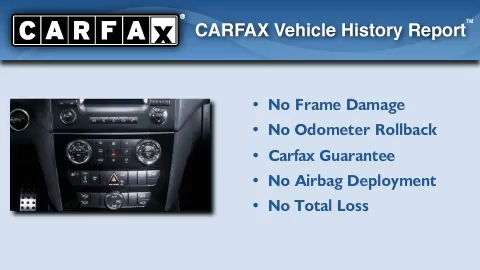 CARFAX®
CARFAX Vehicle History Report™
• No Frame Damage
• No Odometer Rollback
• Carfax Guarantee
• No Airbag Deployment
• No Total Loss